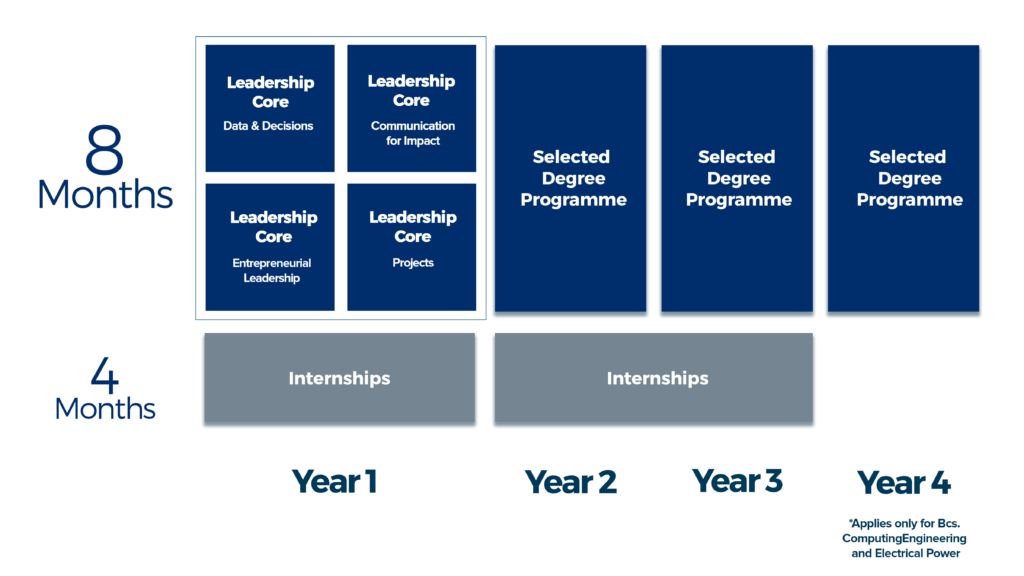 8
Months
Leadership
Core
Data & Decisions
Leadership
Core
Communication
for Impact
Leadership
Core
Entrepreneurial
Leadership
Leadership
Core
Projects
Selected
Degree
Programme
Selected
Degree
Programme
Selected
Degree
Programme
4
Months
Internships
Internships
Year 1
Year 2
Year 3
Year 4
*Applies only for Bcs.
ComputingEngineering
and Electrical Power